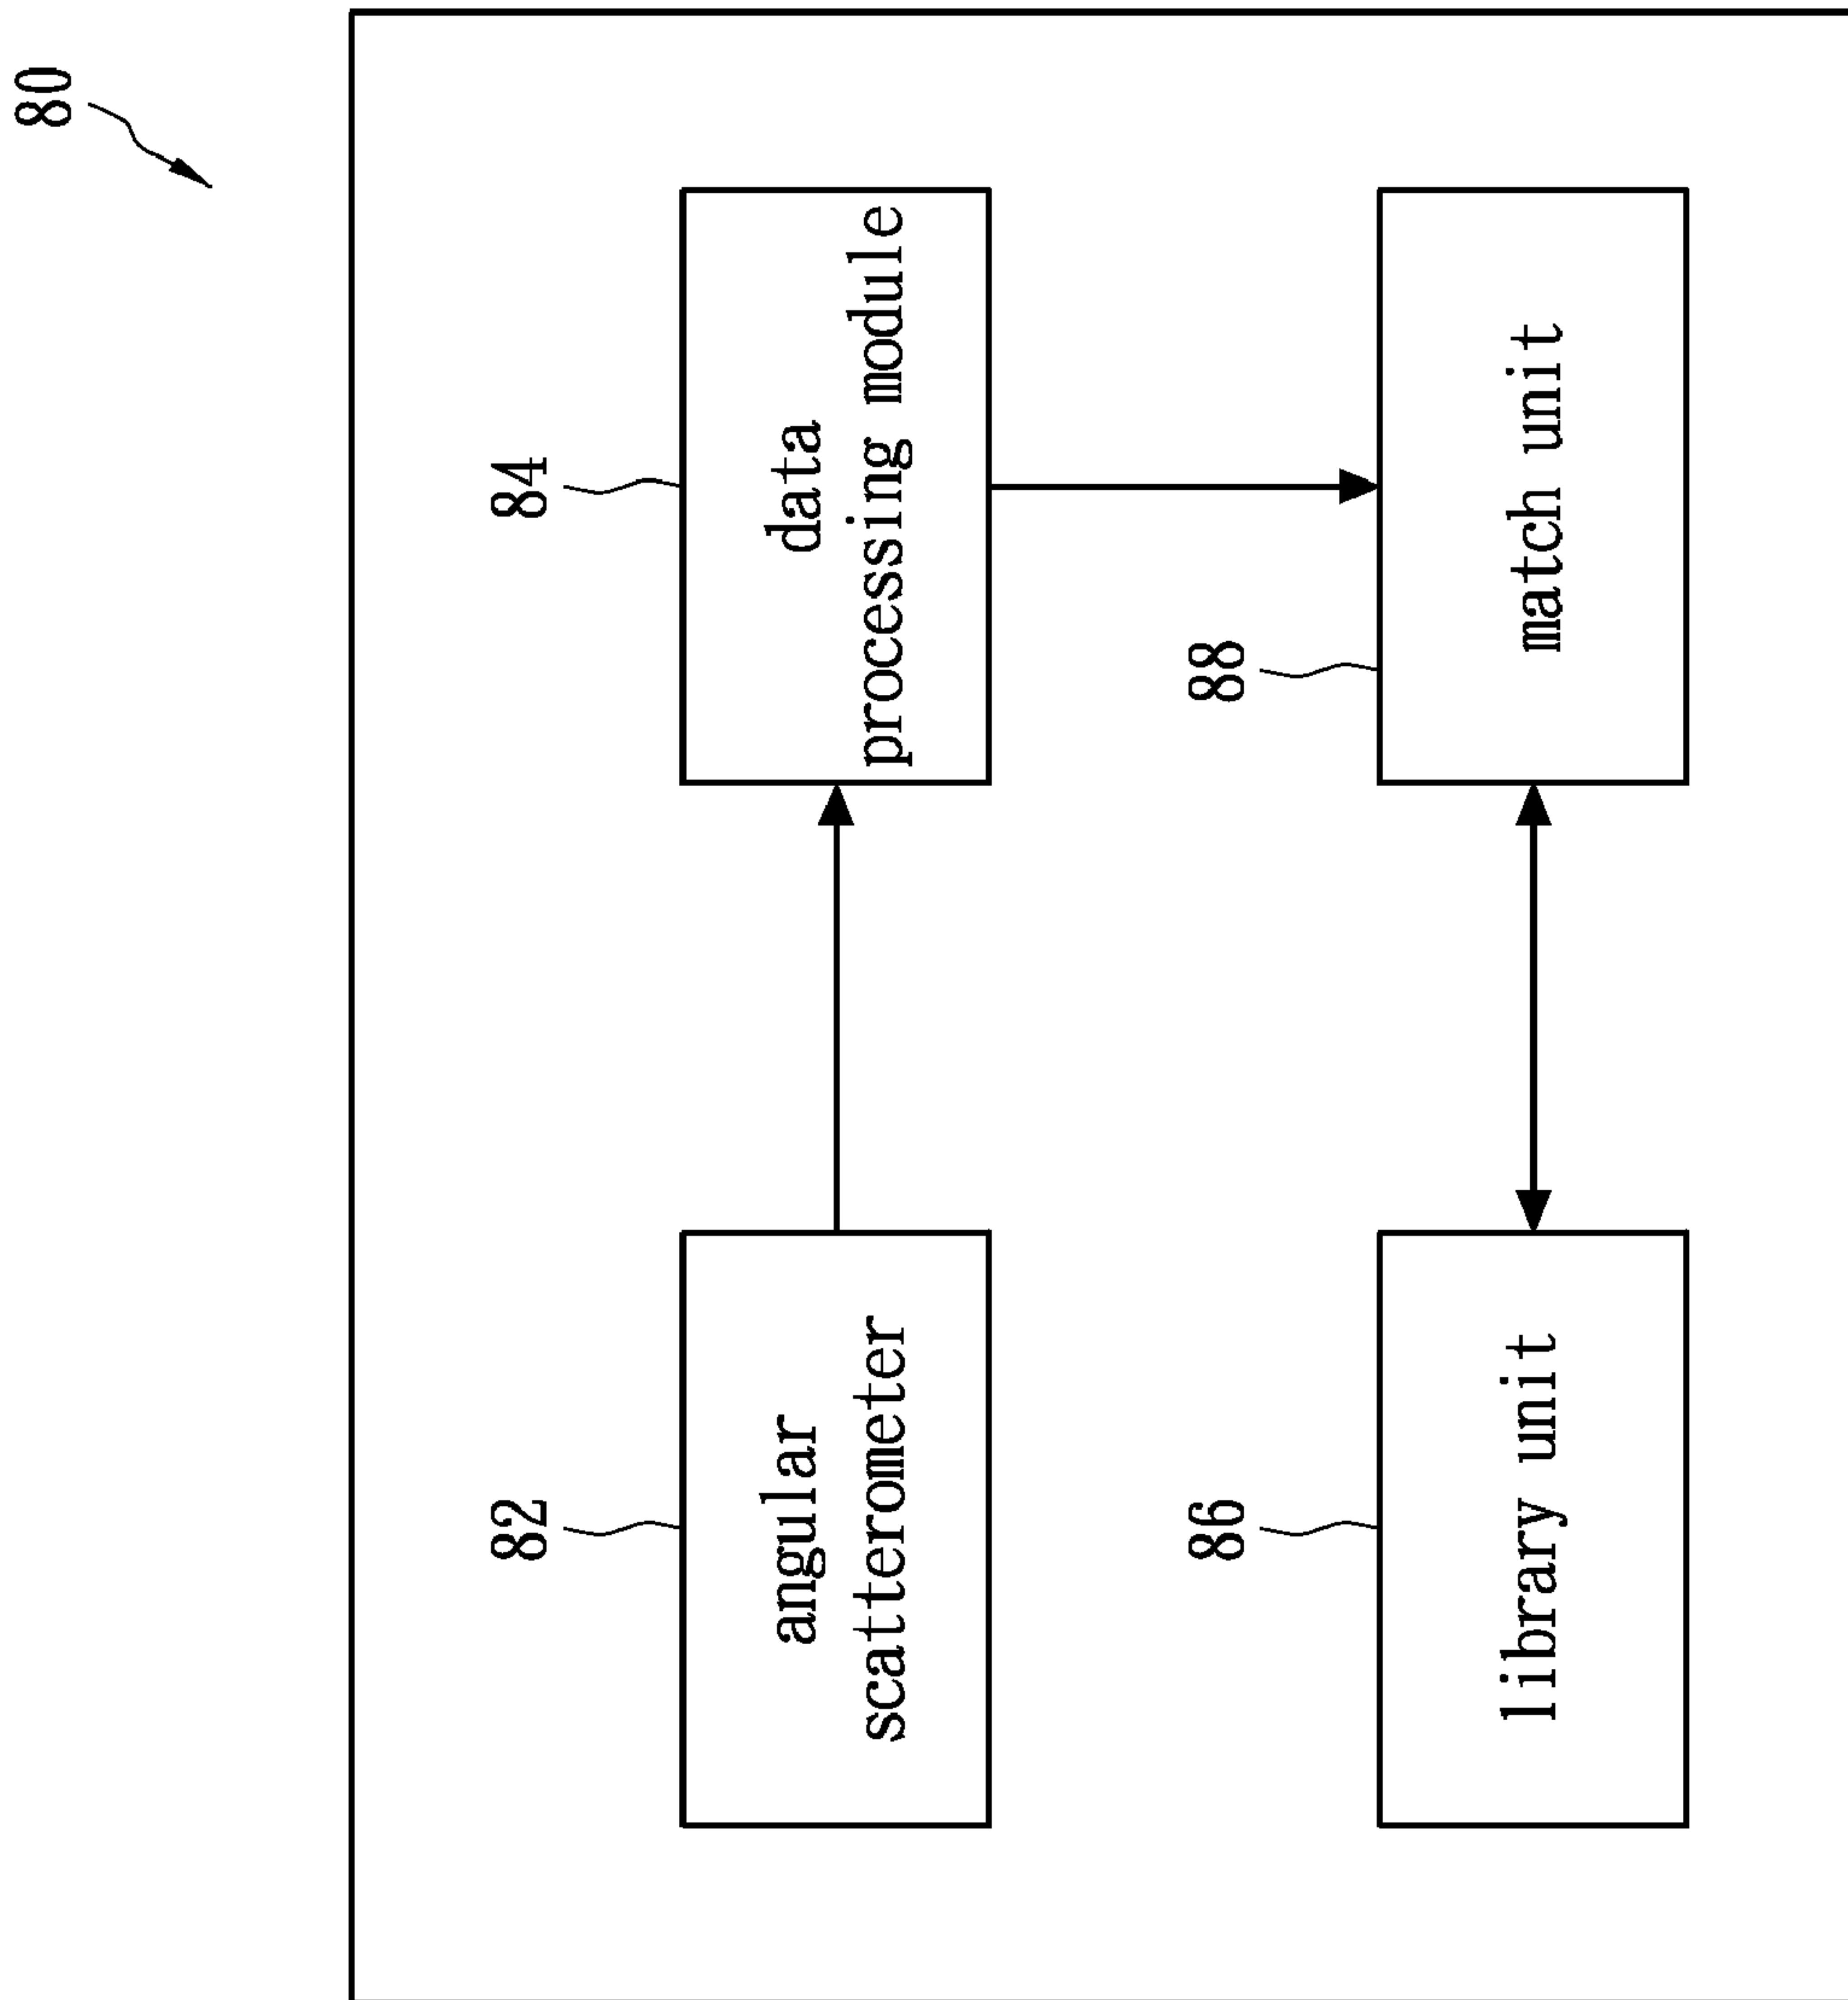 80
82
angular
scatterometer
84
data
processing module
86
library unit
88
match unit